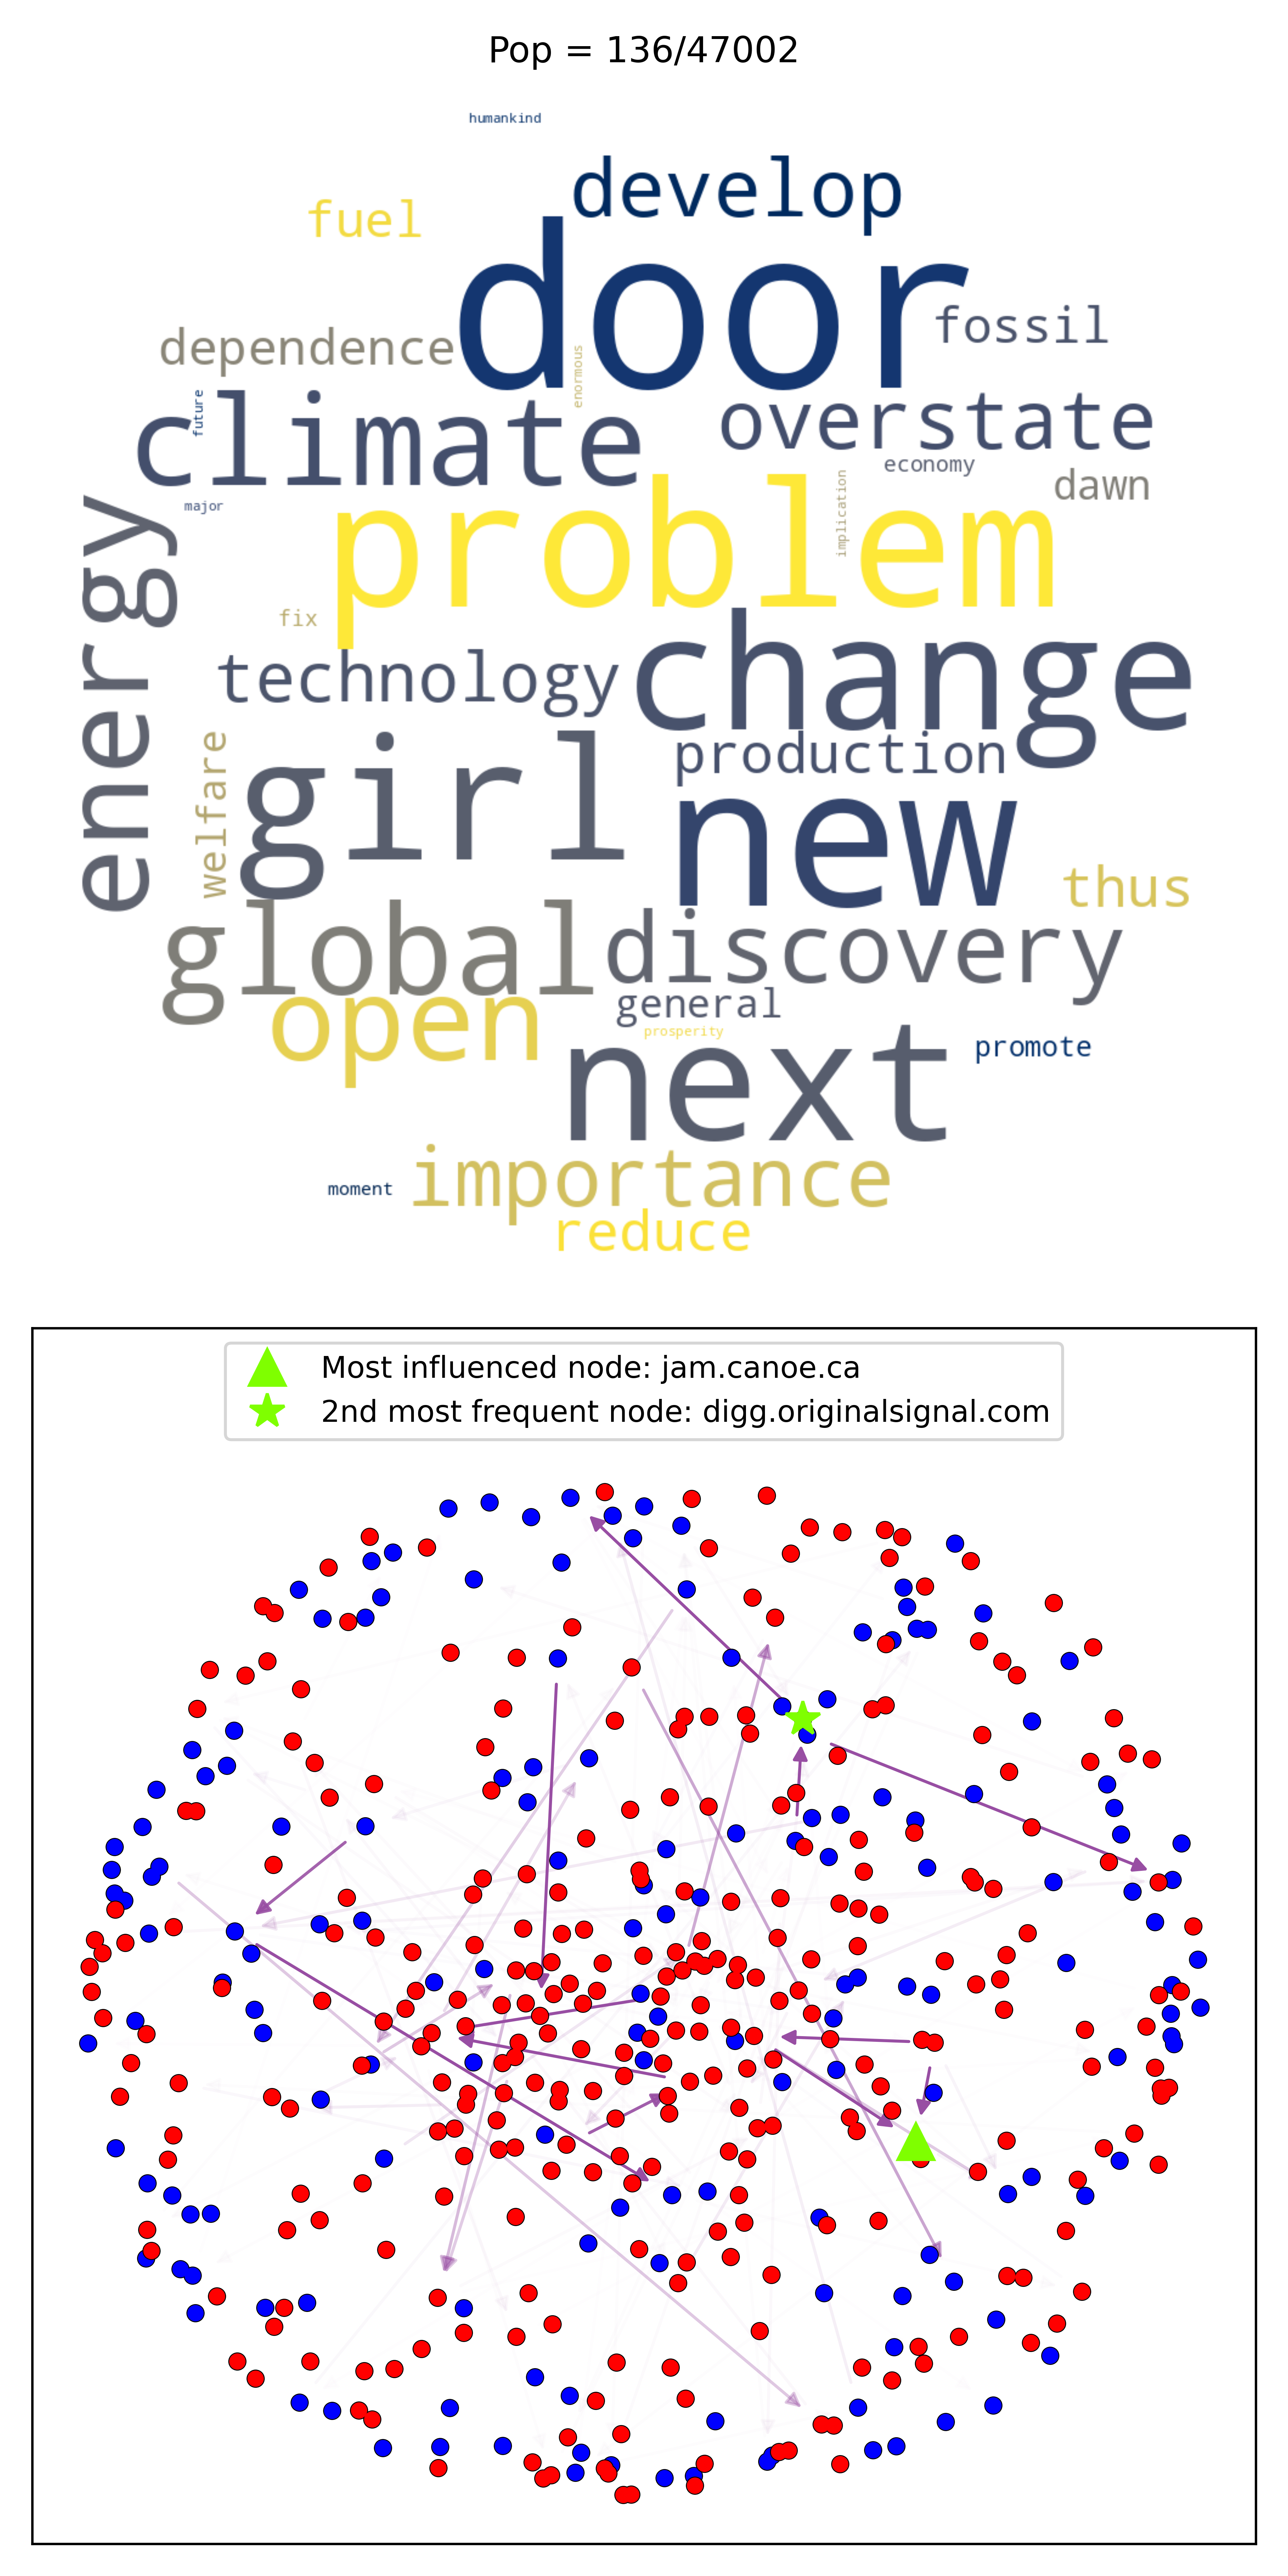 Pop = 136/47002
humankind
develop
fuel
door
fossil
dependence
enormous
future
climate
overstate
economy
dawn
major
implication
problem
energy
fix
change
technology
production
welfare
girl
new
thus
global
discovery
open
general
prosperity
next
promote
importance
moment
reduce
Most influenced node: jam.canoe.ca
2nd most frequent node: digg.originalsignal.com